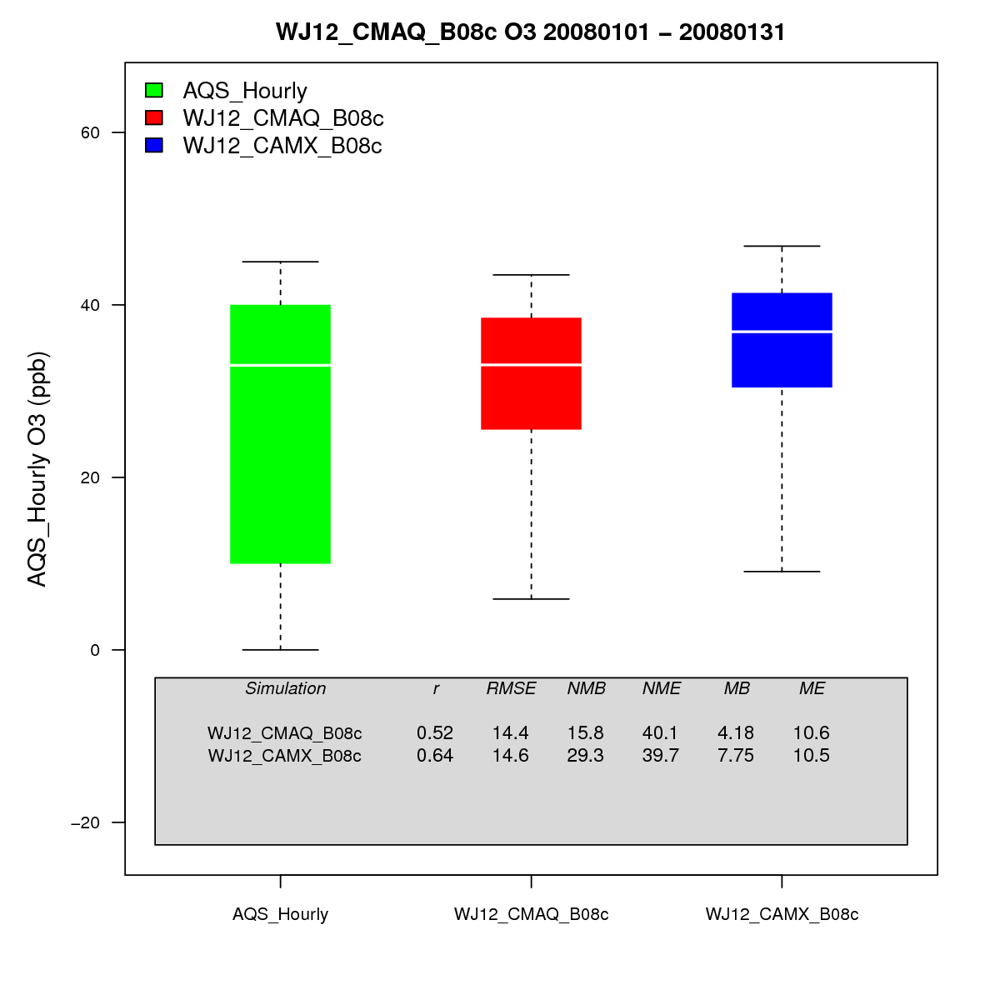 WJ12_CMAQ_B08c O3 20080101 − 20080131
AQS_Hourly
WJ12_CMAQ_B08c
WJ12_CAMX_B08c
60
40
20
0
−20
AQS_Hourly O3 (ppb)
Simulation r RMSE NMB NME MB ME
WJ12_CMAQ_B08c 0.52 14.4 15.8 40.1 4.18 10.6
WJ12_CAMX_B08c 0.64 14.6 29.3 39.7 7.75 10.5
AQS_Hourly WJ12_CMAQ_B08c WJ12_CAMX_B08c